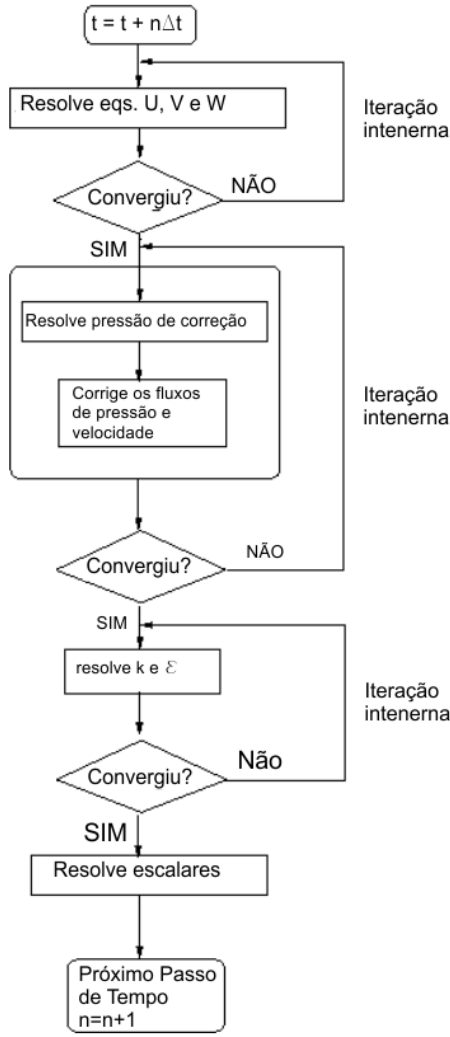 t = t + nΔt
Resolve eqs. U, V e W
Iteração
intenerna
Convergiu?
NÃO
SIM
Resolve pressão de correção
Corrige os fluxos
de pressão e
velocidade
Iteração
intenerna
Convergiu?
NÃO
SIM
resolve k e ε
Iteração
intenerna
Convergiu?
Não
SIM
Resolve escalares
Próximo Passo
de Tempo
n=n+1